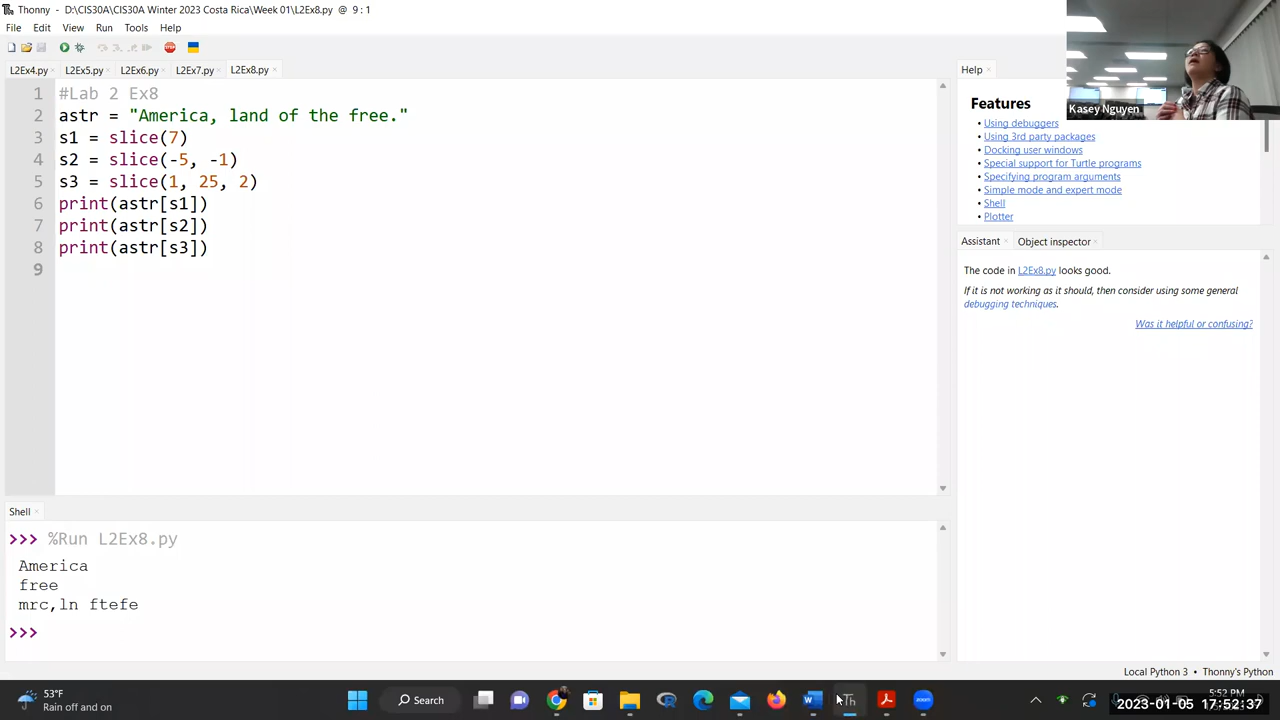 Thonny - D:\CIS30A\CIS30A Winter 2023 Costa Rica\Week 01\L2Ex8.py @ 9 : 1
File Edit View Run Tools Help
STOP
L2Ex4.py × L2Ex5.py × L2Ex6.py × L2Ex7.py × L2Ex8.py ×
1 #Lab 2 Ex8
2 astr = "America, land of the free."
3 s1 = slice(7)
4 s2 = slice(-5, -1)
5 s3 = slice(1, 25, 2)
6 print(astr[s1])
7 print(astr[s2])
8 print(astr[s3])
9
Shell ×
>>> %Run L2Ex8.py
America
free
mrc,ln ftefe
>>>
Kasey Nguyen
Help ×
Features
• Using debuggers
• Using 3rd party packages
• Docking user windows
• Special support for Turtle programs
• Specifying program arguments
• Simple mode and expert mode
• Shell
• Plotter
Assistant × Object inspector ×
The code in L2Ex8.py looks good.
If it is not working as it should, then consider using some general
debugging techniques.
Was it helpful or confusing?
Local Python 3 • Thonny's Python
53°F
Rain off and on
Search
5:52 PM
2023-01-05 17:52:37